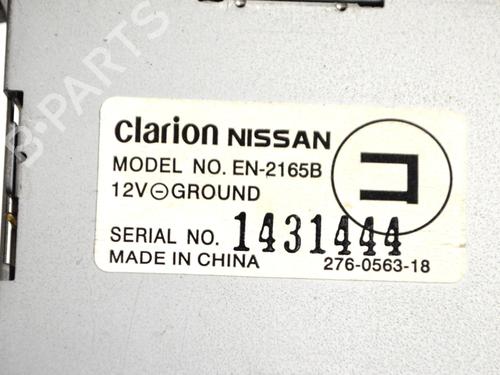 B-PARTS
clarion NISSAN
MODEL NO. EN-2165B
コ
12V⊖GROUND
SERIAL NO. 1431444
MADE IN CHINA 276-0563-18